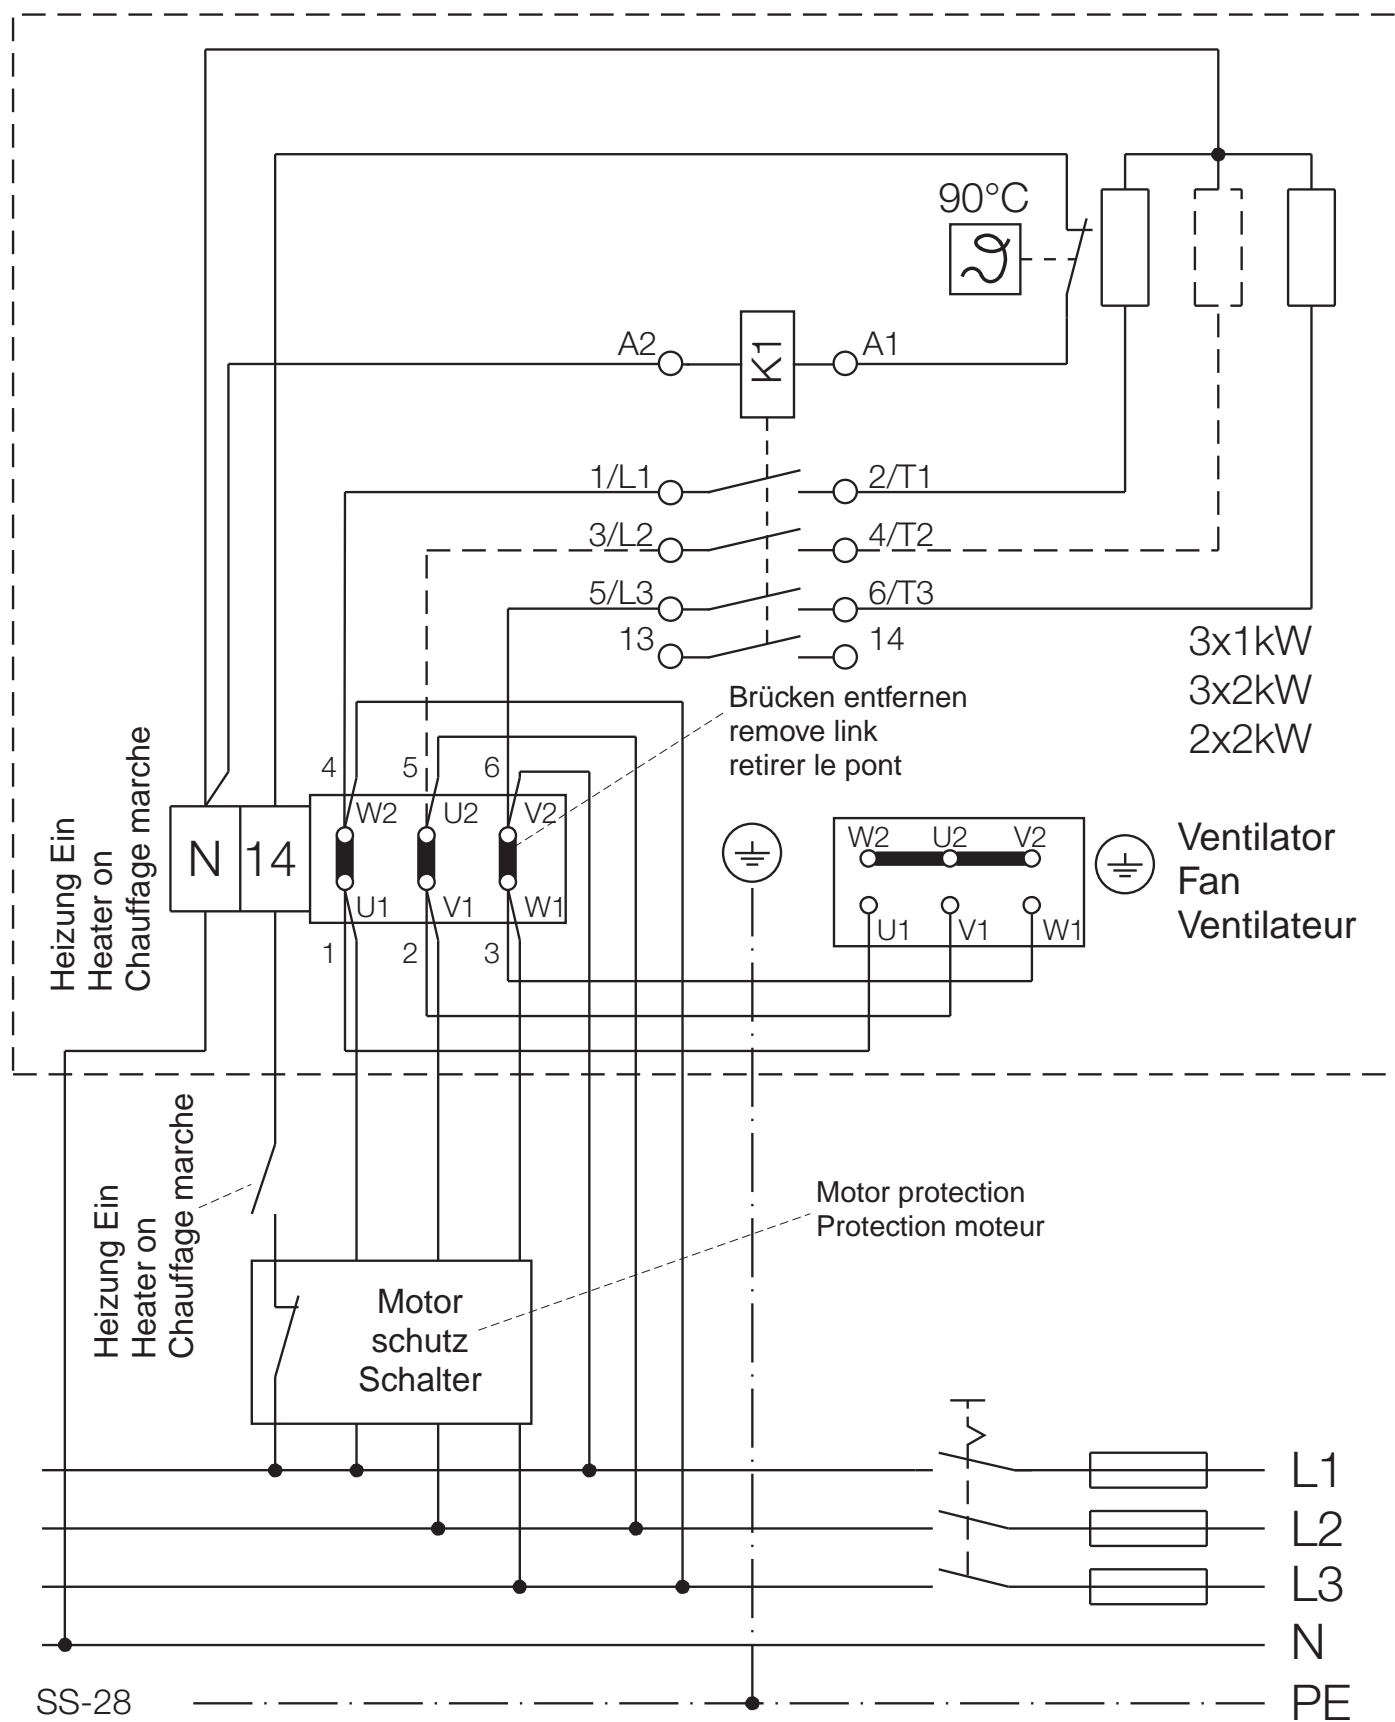 90°C
A2
K1
A1
1/L1
2/T1
3/L2
4/T2
5/L3
6/T3
13
14
3x1kW
3x2kW
2x2kW
Brücken entfernen
remove link
retirer le pont
Heizung Ein
Heater on
Chauffage marche
4
5
6
N
14
W2
U2
V2
U1
V1
W1
1
2
3
W2
U2
V2
U1
V1
W1
Ventilator
Fan
Ventilateur
Heizung Ein
Heater on
Chauffage marche
Motor protection
Protection moteur
Motor
schutz
Schalter
L1
L2
L3
N
PE
SS-28